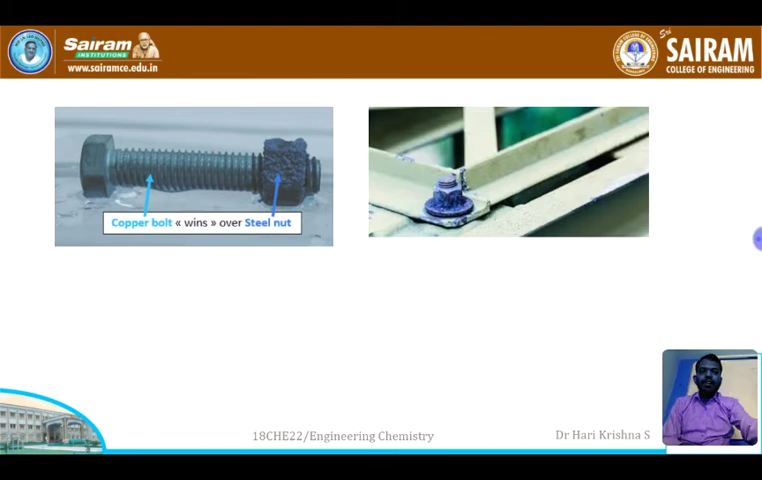 Sairam
INSTITUTIONS
www.sairamce.edu.in
Sri
SAIRAM
COLLEGE OF ENGINEERING
Copper bolt « wins » over Steel nut
18CHE22/Engineering Chemistry
Dr Hari Krishna S